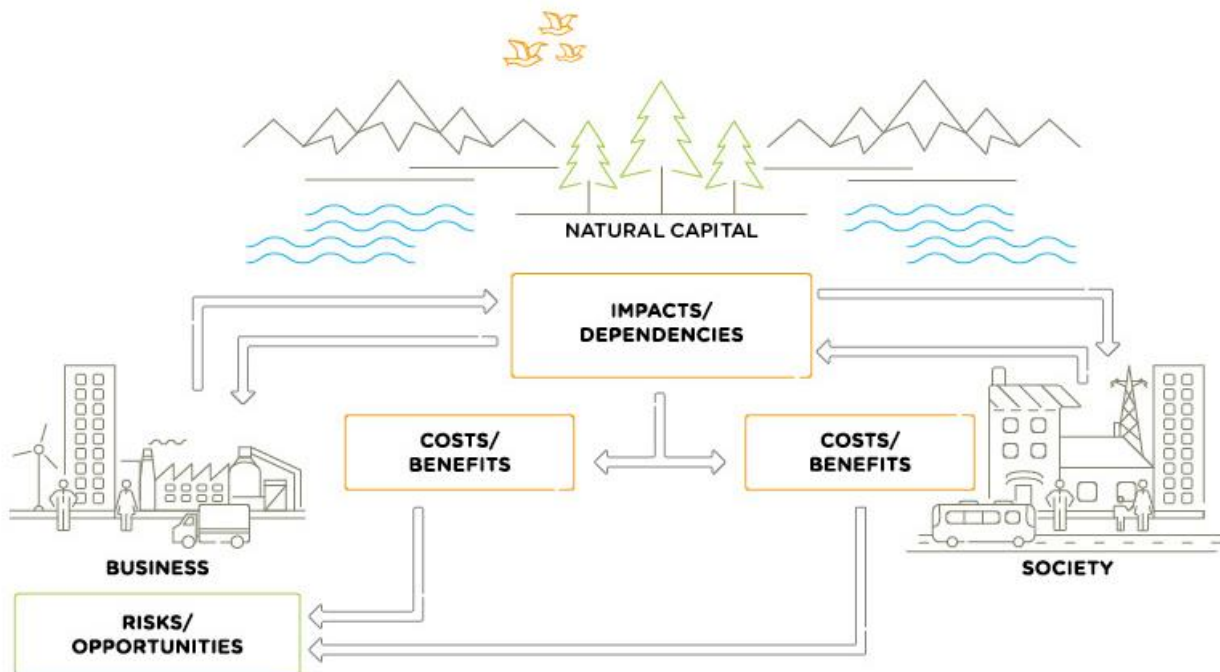 NATURAL CAPITAL
IMPACTS/
DEPENDENCIES
COSTS/
BENEFITS
COSTS/
BENEFITS
BUSINESS
SOCIETY
RISKS/
OPPORTUNITIES